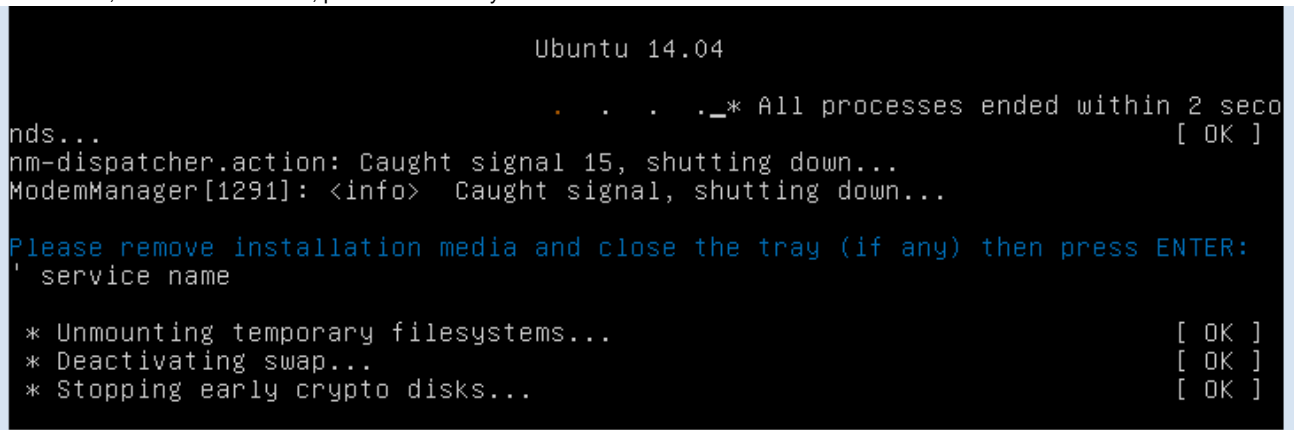 Ubuntu 14.04
. . . ._* All processes ended within 2 seco
nds... [ OK ]
nm-dispatcher.action: Caught signal 15, shutting down...
ModemManager[1291]: <info>  Caught signal, shutting down...
Please remove installation media and close the tray (if any) then press ENTER:
' service name
* Unmounting temporary filesystems... [ OK ]
* Deactivating swap... [ OK ]
* Stopping early crypto disks... [ OK ]